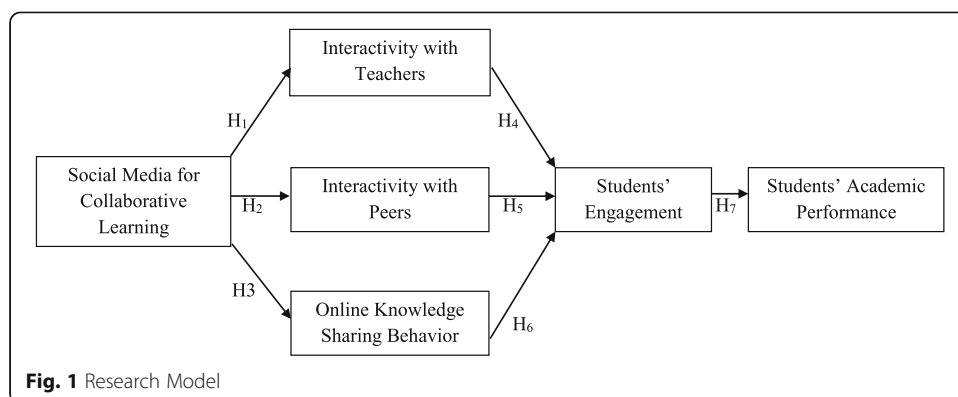 Interactivity with
Teachers
H₁
H₄
Social Media for
Collaborative
Learning
H₂
Interactivity with
Peers
H₅
Students’
Engagement
H₇
Students’ Academic
Performance
H3
Online Knowledge
Sharing Behavior
H₆
Fig. 1 Research Model